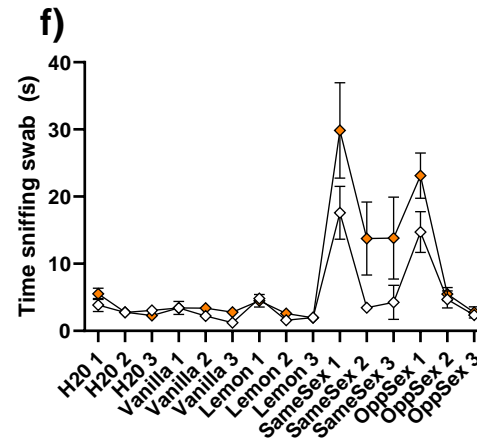 f)
Time sniffing swab (s)
40
30
20
10
0
H20 1
H20 2
H20 3
Vanilla 1
Vanilla 2
Vanilla 3
Lemon 1
Lemon 2
Lemon 3
SameSex 1
SameSex 2
SameSex 3
OppSex 1
OppSex 2
OppSex 3